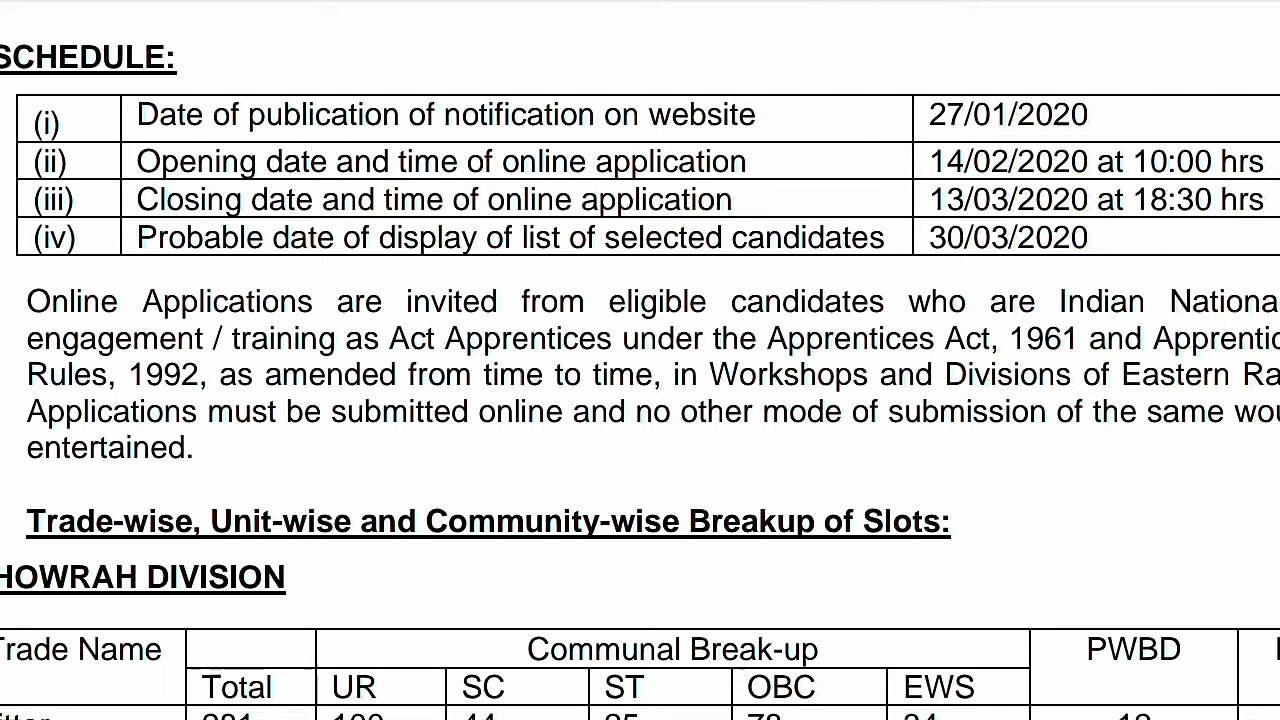 SCHEDULE:
(i) Date of publication of notification on website 27/01/2020
(ii) Opening date and time of online application 14/02/2020 at 10:00 hrs
(iii) Closing date and time of online application 13/03/2020 at 18:30 hrs
(iv) Probable date of display of list of selected candidates 30/03/2020
Online Applications are invited from eligible candidates who are Indian Nationa
engagement / training as Act Apprentices under the Apprentices Act, 1961 and Apprentic
Rules, 1992, as amended from time to time, in Workshops and Divisions of Eastern Ra
Applications must be submitted online and no other mode of submission of the same wou
entertained.
Trade-wise, Unit-wise and Community-wise Breakup of Slots:
HOWRAH DIVISION
Trade Name Communal Break-up PWBD
Total UR SC ST OBC EWS